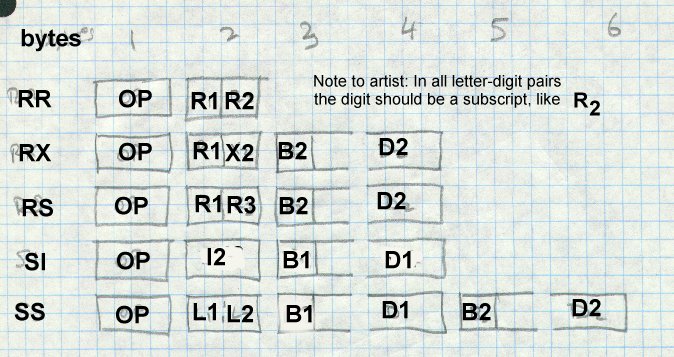 bytes 1 2 3 4 5 6
Note to artist: In all letter-digit pairs
the digit should be a subscript, like R2
RR OP R1 R2
RX OP R1 X2 B2 D2
RS OP R1 R3 B2 D2
SI OP I2 B1 D1
SS OP L1 L2 B1 D1 B2 D2